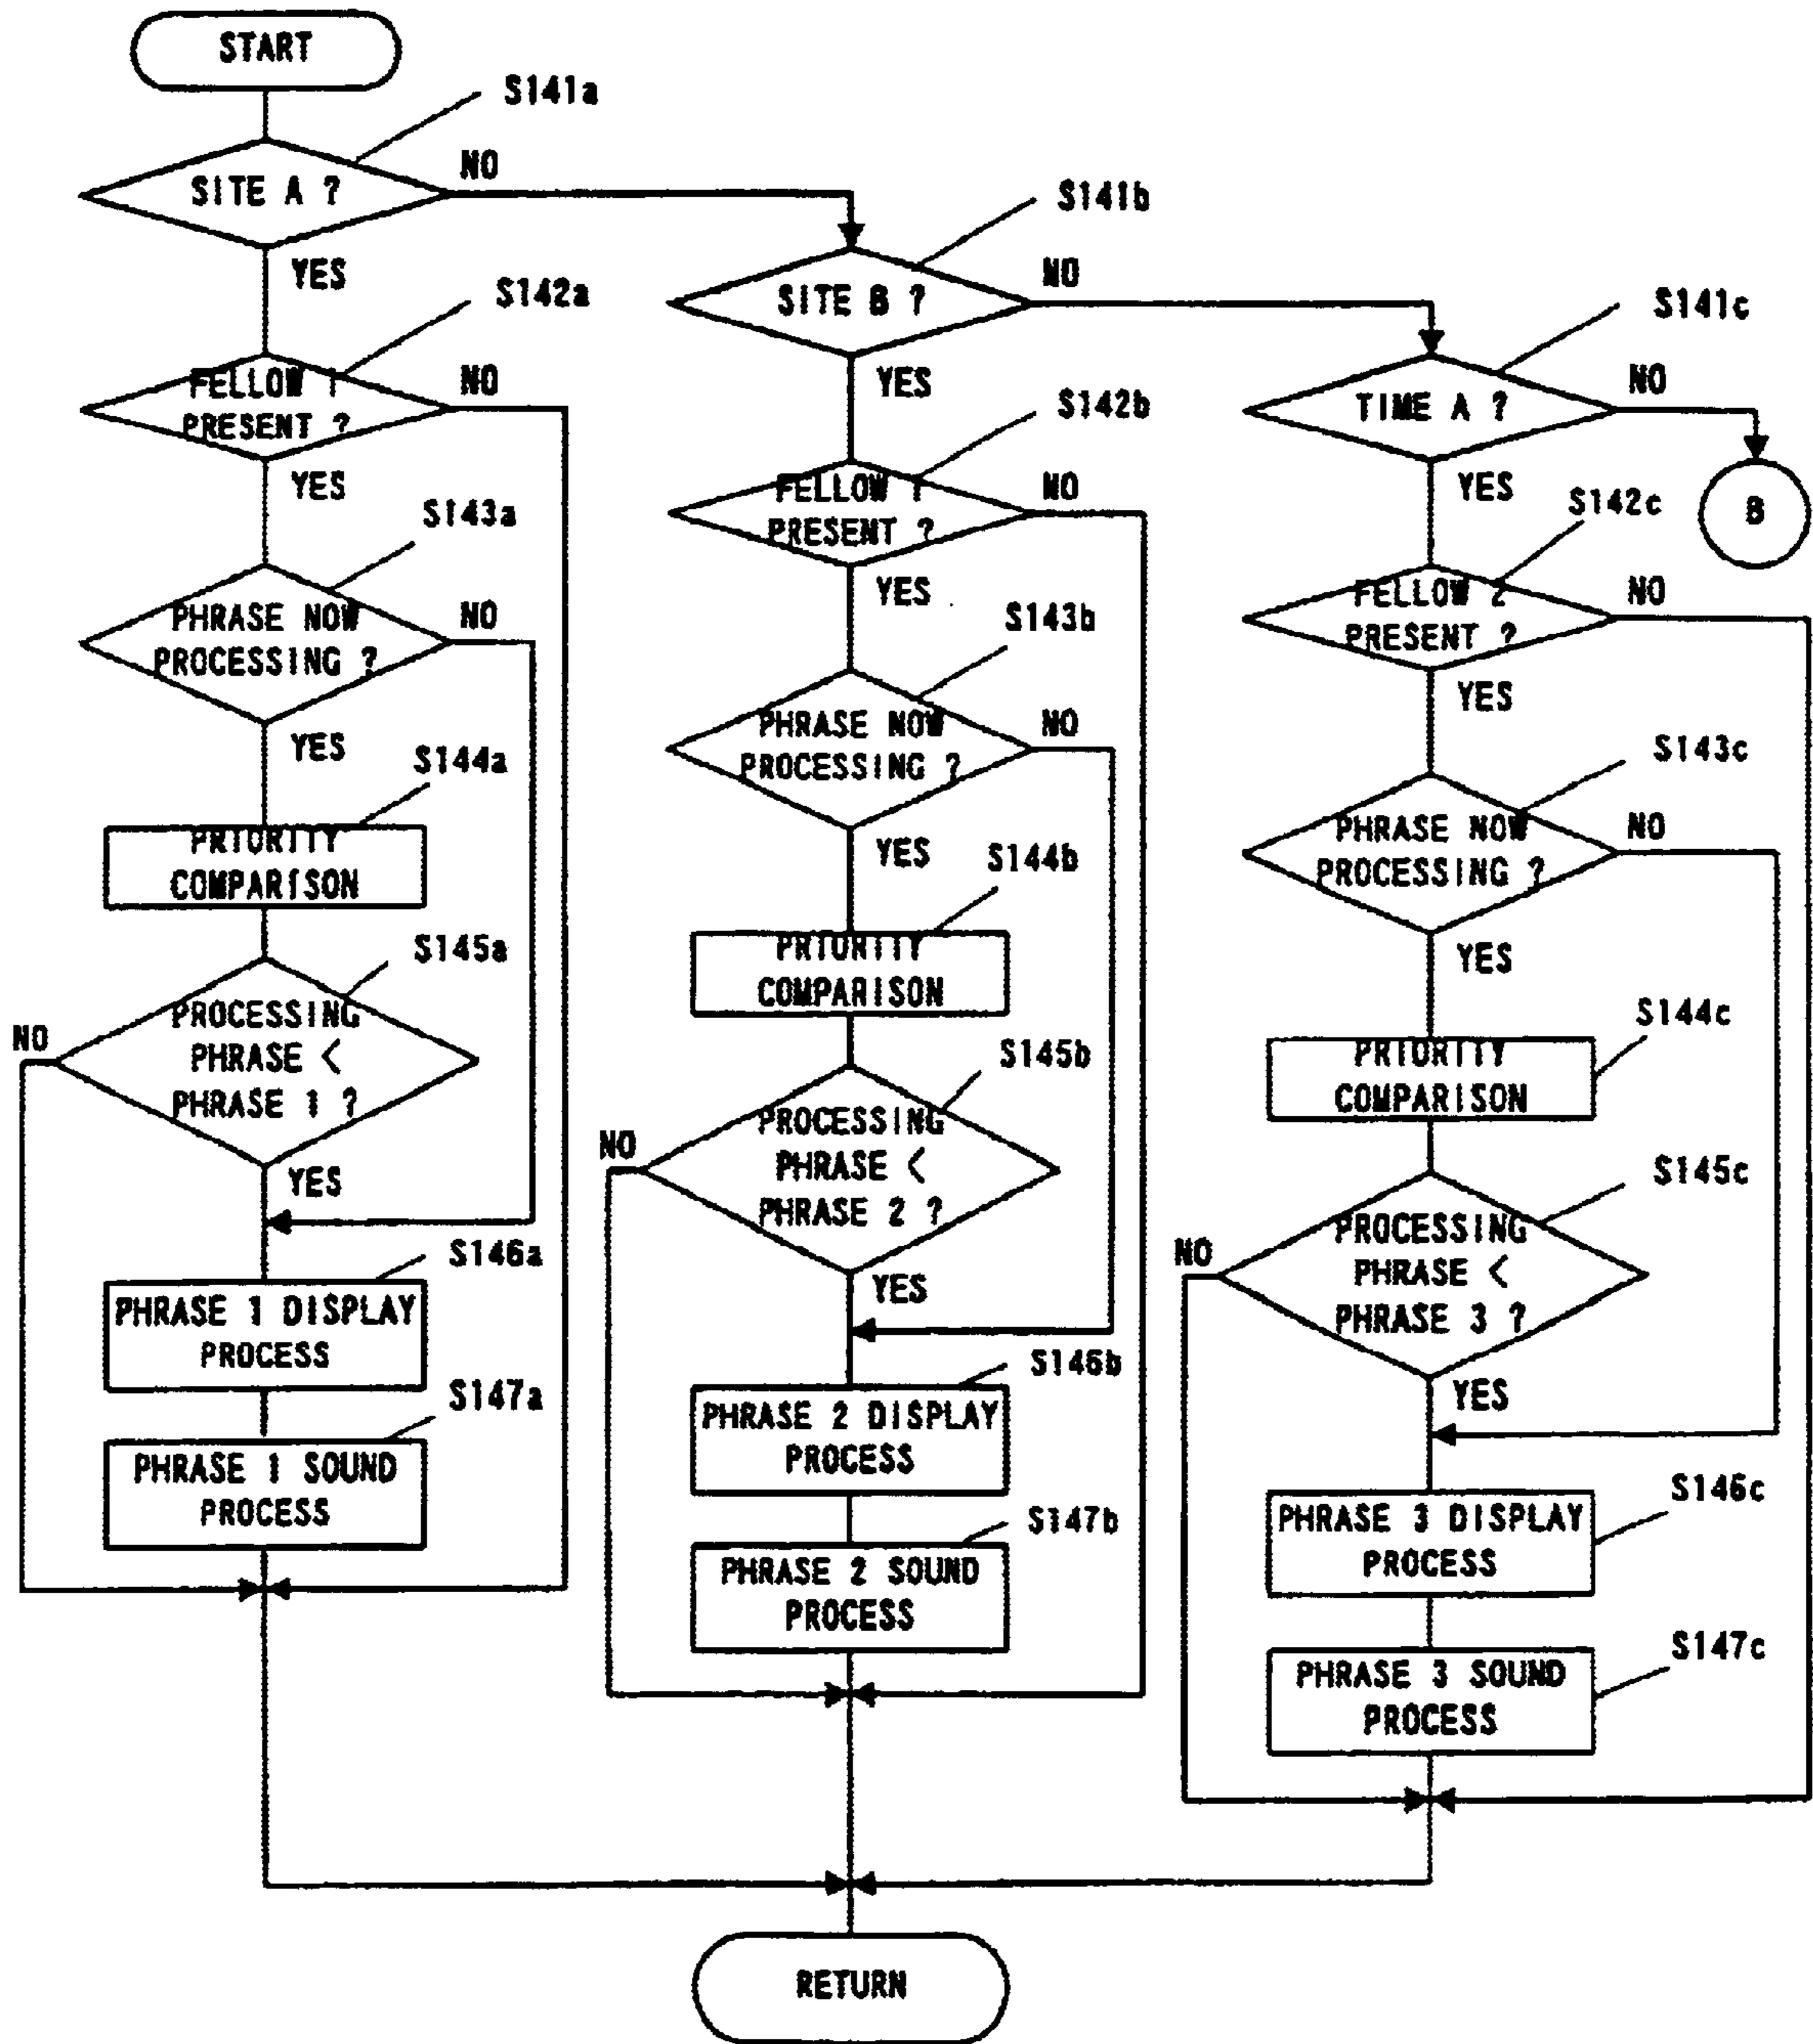 START
S141a
SITE A ?
NO
YES
S142a
FELLOW 1
PRESENT ?
NO
YES
S143a
PHRASE NOW
PROCESSING ?
NO
YES
S144a
PRIORITY
COMPARISON
S145a
PROCESSING
PHRASE <
PHRASE 1 ?
NO
YES
S146a
PHRASE 1 DISPLAY
PROCESS
S147a
PHRASE 1 SOUND
PROCESS
S141b
SITE B ?
NO
YES
S142b
FELLOW 1
PRESENT ?
NO
YES
S143b
PHRASE NOW
PROCESSING ?
NO
YES
S144b
PRIORITY
COMPARISON
S145b
PROCESSING
PHRASE <
PHRASE 2 ?
NO
YES
S146b
PHRASE 2 DISPLAY
PROCESS
S147b
PHRASE 2 SOUND
PROCESS
S141c
TIME A ?
NO
B
YES
S142c
FELLOW 2
PRESENT ?
NO
YES
S143c
PHRASE NOW
PROCESSING ?
NO
YES
S144c
PRIORITY
COMPARISON
S145c
PROCESSING
PHRASE <
PHRASE 3 ?
NO
YES
S146c
PHRASE 3 DISPLAY
PROCESS
S147c
PHRASE 3 SOUND
PROCESS
RETURN